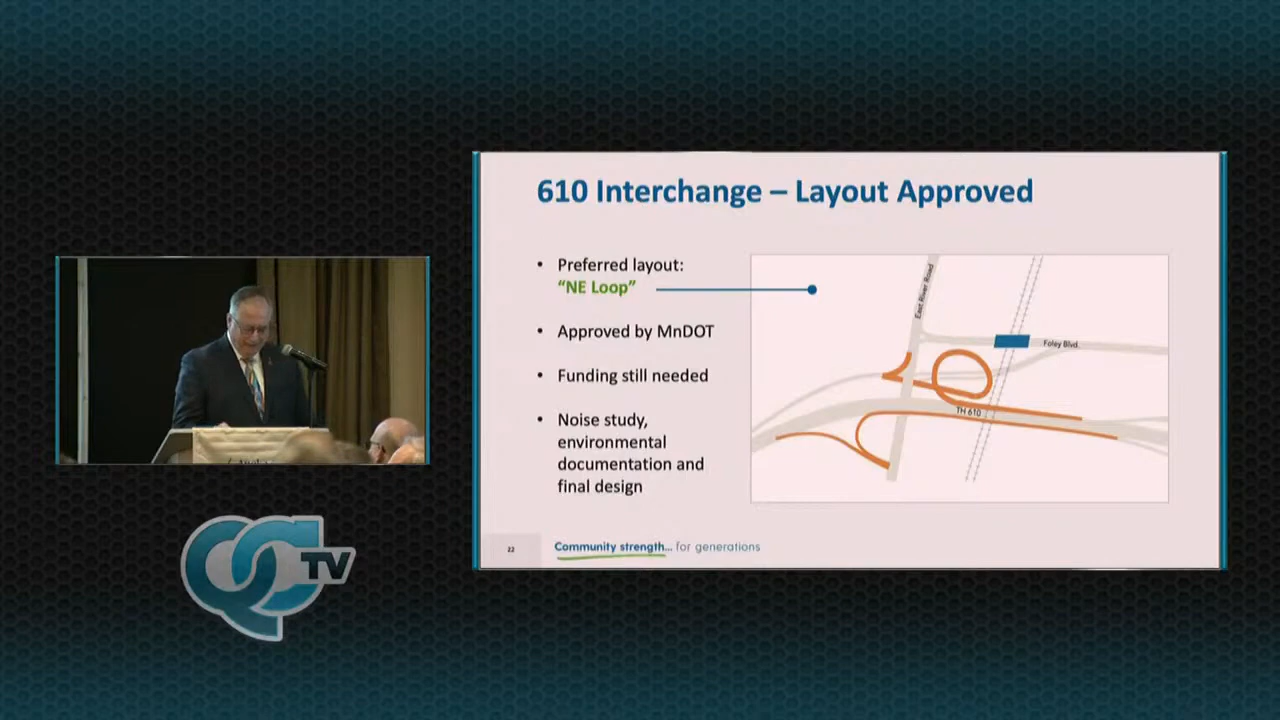 610 Interchange – Layout Approved
• Preferred layout:
“NE Loop”
• Approved by MnDOT
• Funding still needed
• Noise study,
environmental
documentation and
final design
East River Road
Foley Blvd.
TH 610
22
Community strength... for generations
QCTV